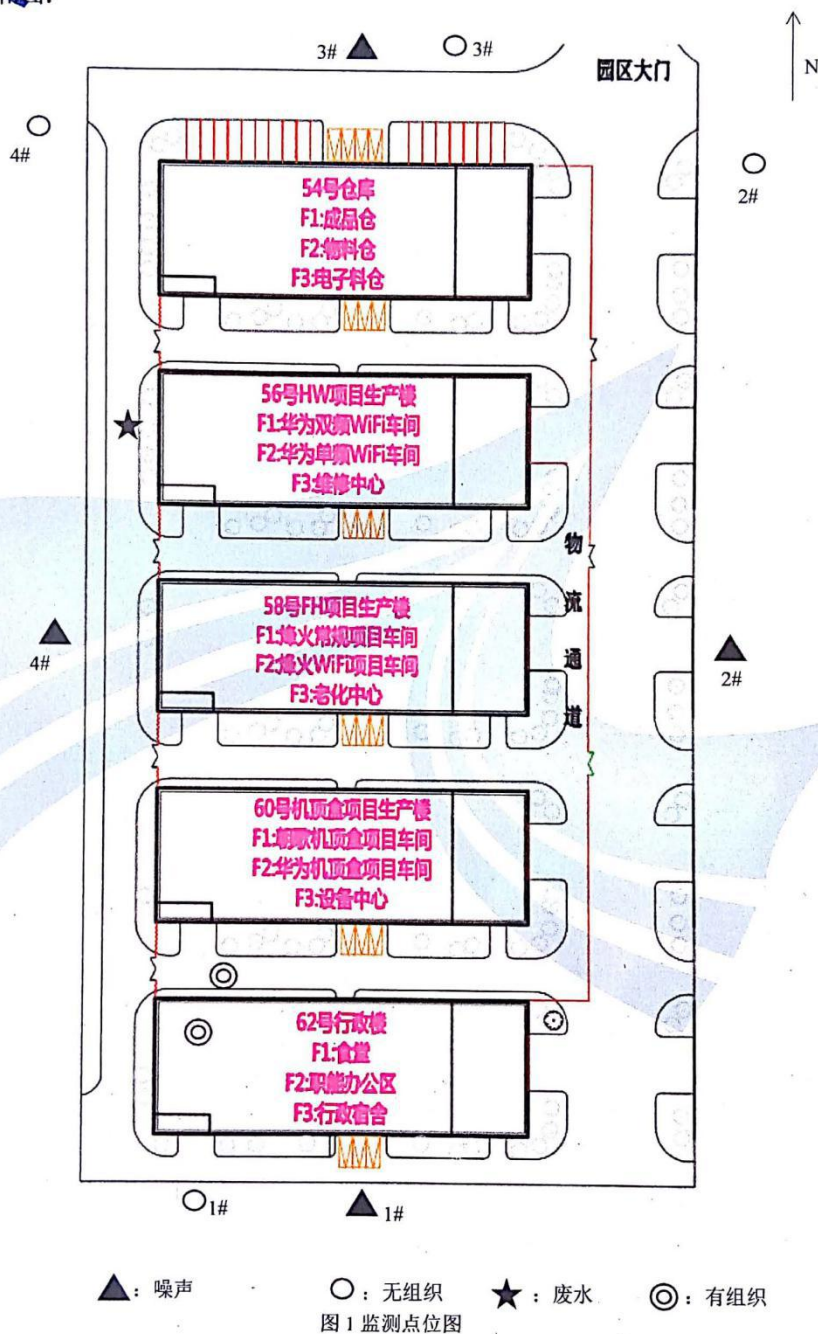 3#
3#
园区大门
N
4#
2#
54号仓库
F1:成品仓
F2:物料仓
F3:电子料仓
56号HW项目生产楼
F1:华为双频WiFi车间
F2:华为单频WiFi车间
F3:维修中心
物流通道
58号FH项目生产楼
F1:烽火常规项目车间
F2:烽火WiFi项目车间
F3:老化中心
4#
2#
60号机顶盒项目生产楼
F1:朝歌机顶盒项目车间
F2:华为机顶盒项目车间
F3:设备中心
62号行政楼
F1:食堂
F2:职能办公区
F3:行政宿舍
1#
1#
：噪声
：无组织
：废水
：有组织
图 1 监测点位图